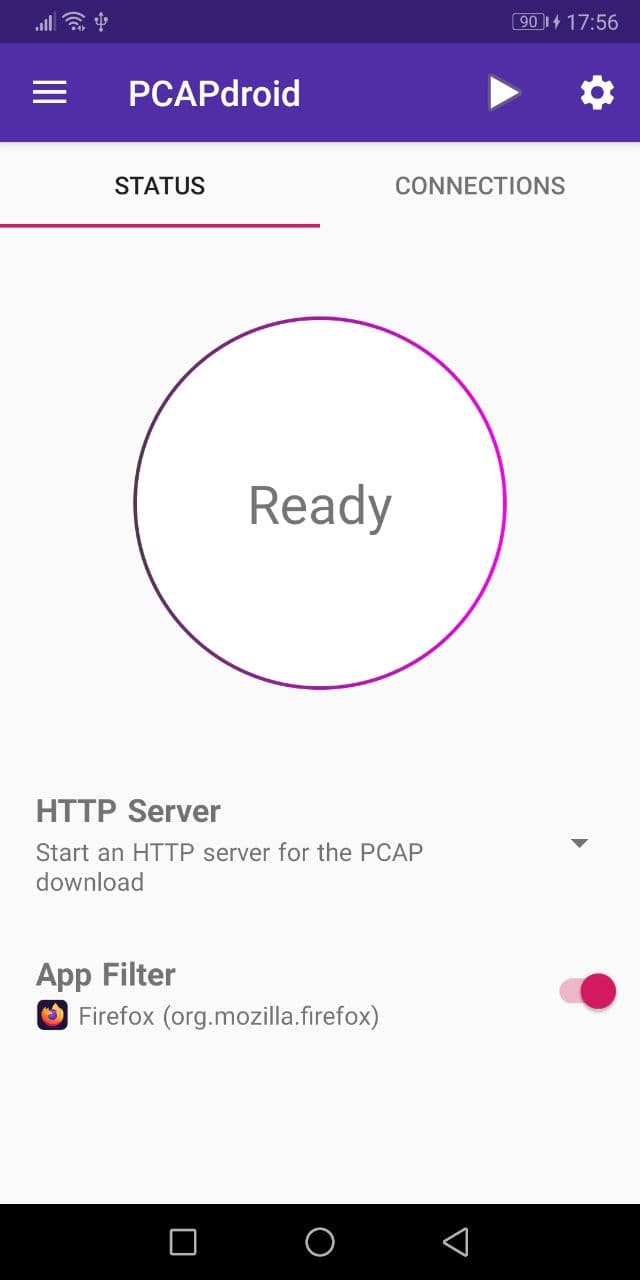 90 17:56
PCAPdroid
STATUS CONNECTIONS
Ready
HTTP Server
Start an HTTP server for the PCAP
download
App Filter
Firefox (org.mozilla.firefox)